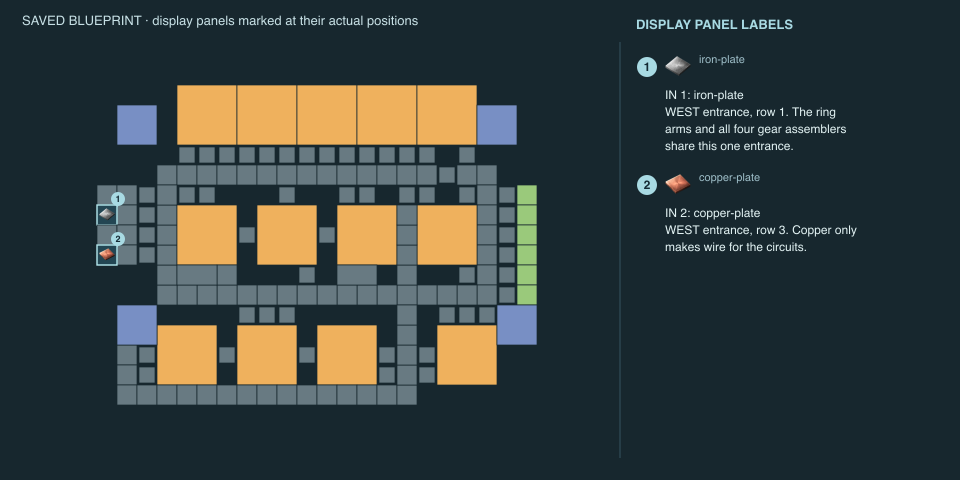 SAVED BLUEPRINT · display panels marked at their actual positions
DISPLAY PANEL LABELS
1 iron-plate
IN 1: iron-plate
WEST entrance, row 1. The ring
arms and all four gear assemblers
share this one entrance.
2 copper-plate
IN 2: copper-plate
WEST entrance, row 3. Copper only
makes wire for the circuits.
1
2